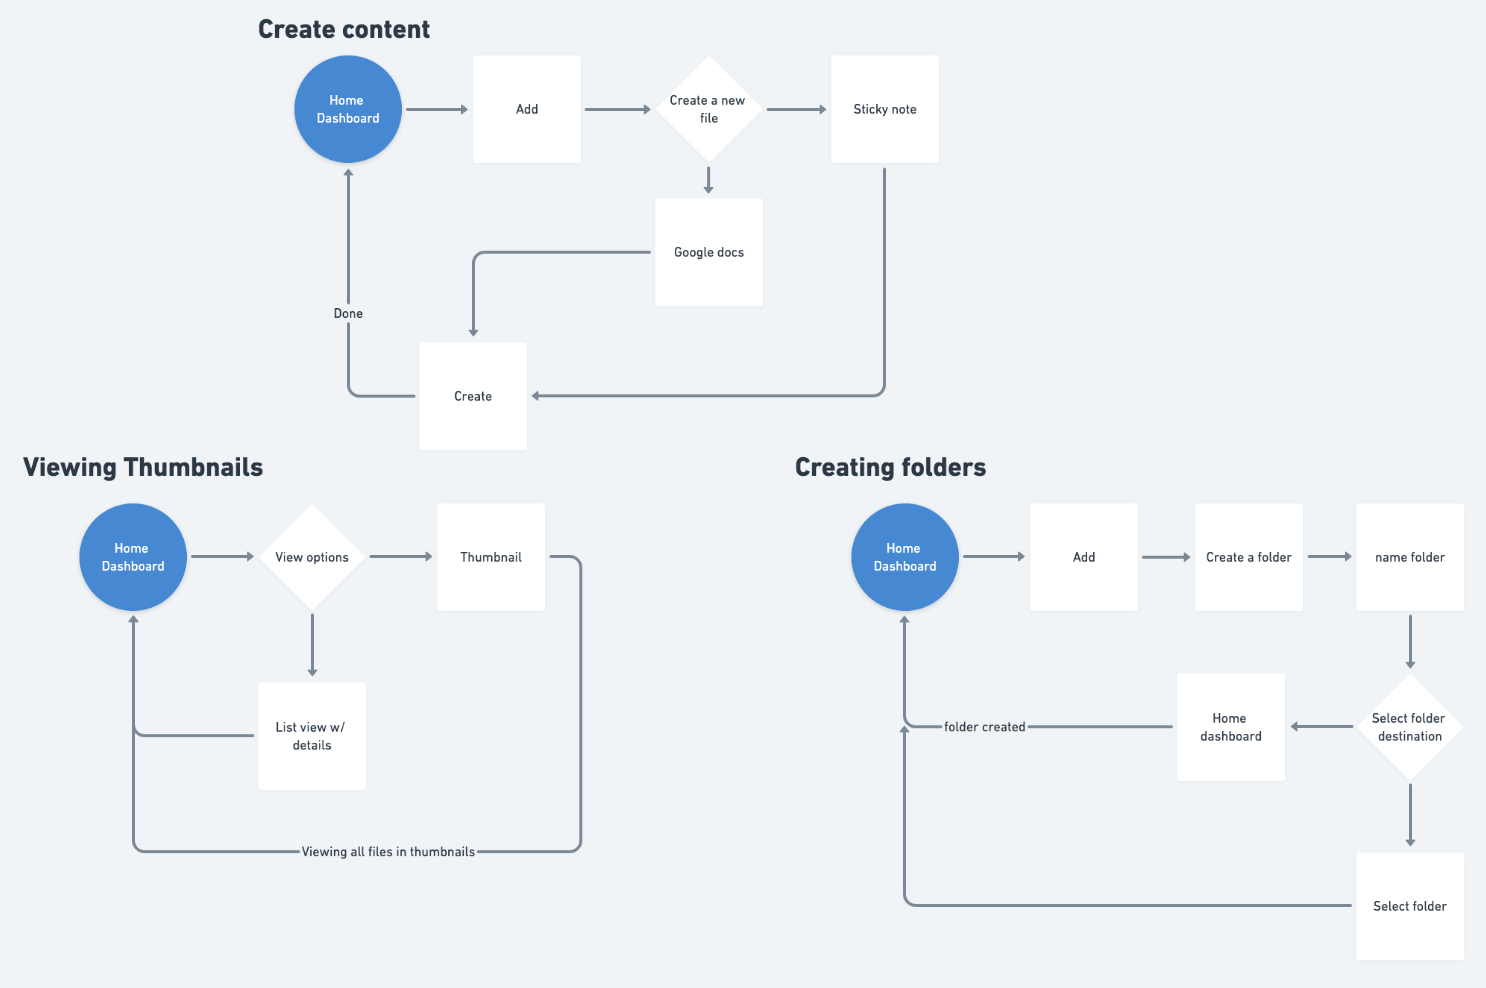 Create content
Home
Dashboard
Add
Create a new
file
Sticky note
Google docs
Done
Create
Viewing Thumbnails
Home
Dashboard
View options
Thumbnail
List view w/
details
Viewing all files in thumbnails
Creating folders
Home
Dashboard
Add
Create a folder
name folder
Select folder
destination
Home
dashboard
folder created
Select folder